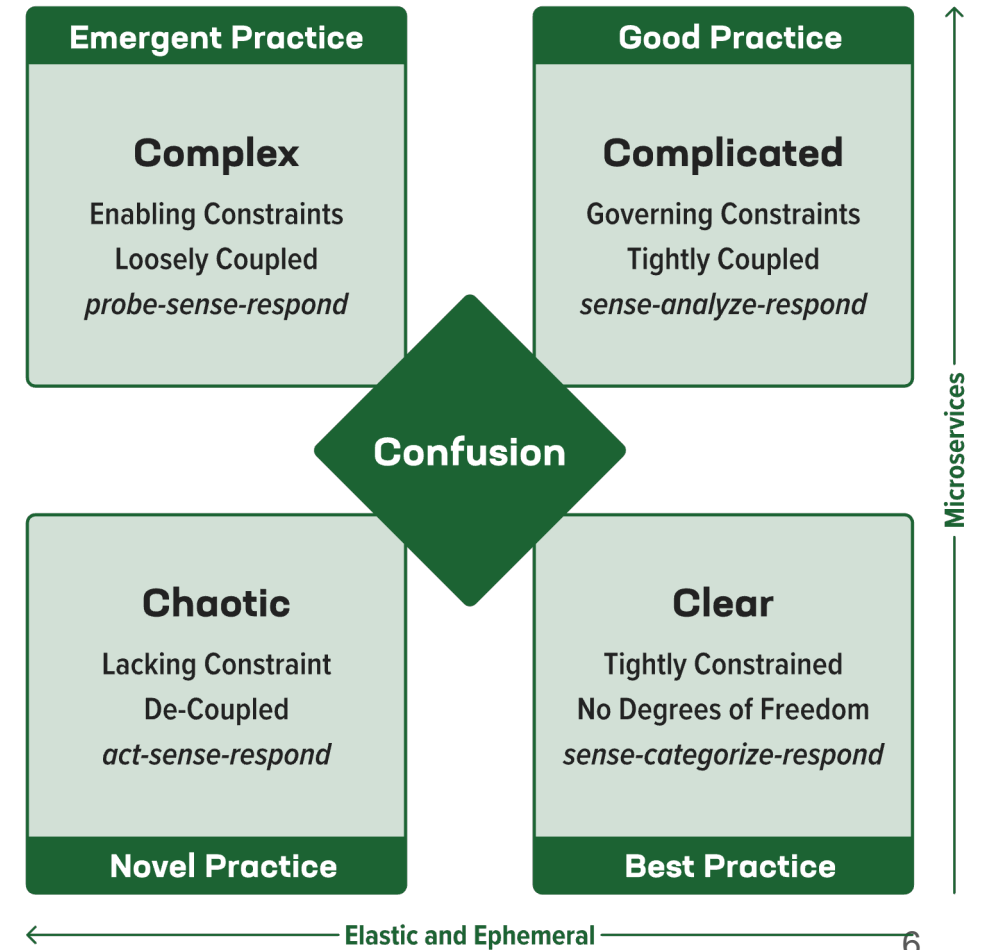 Emergent Practice
Complex
Enabling Constraints
Loosely Coupled
probe-sense-respond
Good Practice
Complicated
Governing Constraints
Tightly Coupled
sense-analyze-respond
Confusion
Chaotic
Lacking Constraint
De-Coupled
act-sense-respond
Novel Practice
Clear
Tightly Constrained
No Degrees of Freedom
sense-categorize-respond
Best Practice
Microservices
Elastic and Ephemeral
6